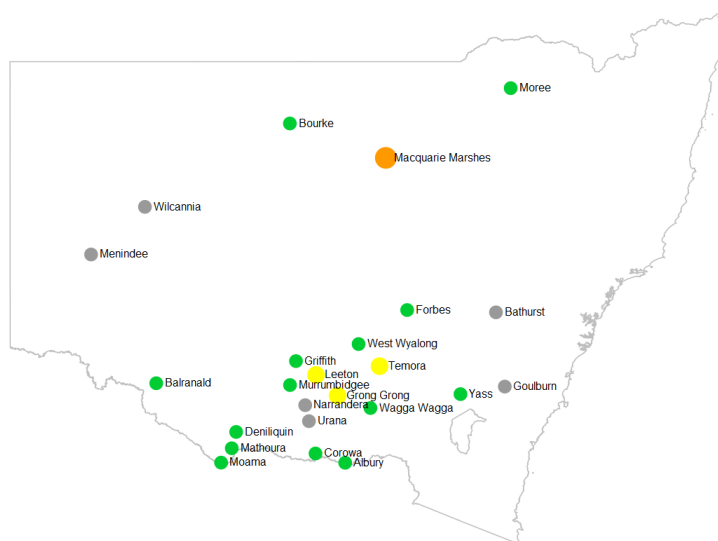 Moree
Bourke
Macquarie Marshes
Wilcannia
Menindee
Forbes
Bathurst
West Wyalong
Griffith
Temora
Leeton
Balranald
Murrumbidgee
Goulburn
Grong Grong
Yass
Narrandera
Wagga Wagga
Urana
Deniliquin
Mathoura
Corowa
Moama
Albury